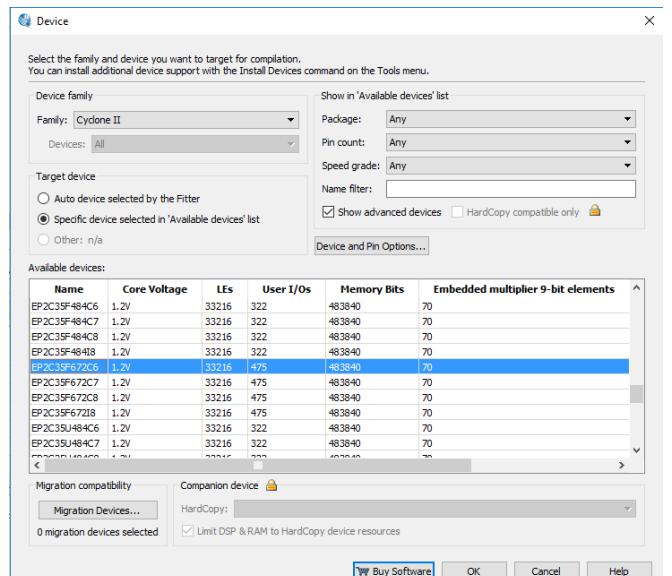 Device
Select the family and device you want to target for compilation.
You can install additional device support with the Install Devices command on the Tools menu.
Device family
Family: Cyclone II
Devices: All
Target device
Auto device selected by the Fitter
Specific device selected in 'Available devices' list
Other: n/a
Show in 'Available devices' list
Package: Any
Pin count: Any
Speed grade: Any
Name filter:
Show advanced devices HardCopy compatible only
Device and Pin Options...
Available devices:
Name Core Voltage LEs User I/Os Memory Bits Embedded multiplier 9-bit elements
EP2C35F484C6 1.2V 33216 322 483840 70
EP2C35F484C7 1.2V 33216 322 483840 70
EP2C35F484C8 1.2V 33216 322 483840 70
EP2C35F484I8 1.2V 33216 322 483840 70
EP2C35F672C6 1.2V 33216 475 483840 70
EP2C35F672C7 1.2V 33216 475 483840 70
EP2C35F672C8 1.2V 33216 475 483840 70
EP2C35F672I8 1.2V 33216 475 483840 70
EP2C35U484C6 1.2V 33216 322 483840 70
EP2C35U484C7 1.2V 33216 322 483840 70
Migration compatibility
Migration Devices...
0 migration devices selected
Companion device
HardCopy:
Limit DSP & RAM to HardCopy device resources
Buy Software OK Cancel Help